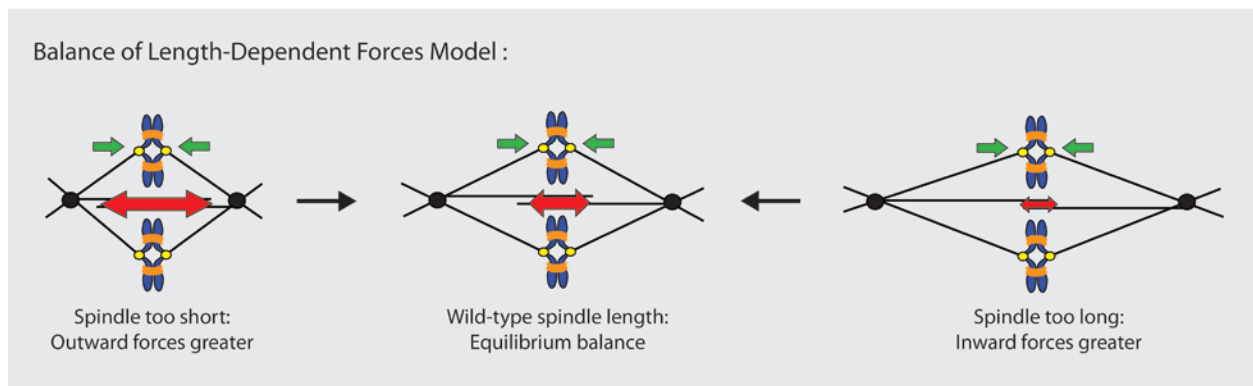 Balance of Length-Dependent Forces Model :
Spindle too short:
Outward forces greater
Wild-type spindle length:
Equilibrium balance
Spindle too long:
Inward forces greater